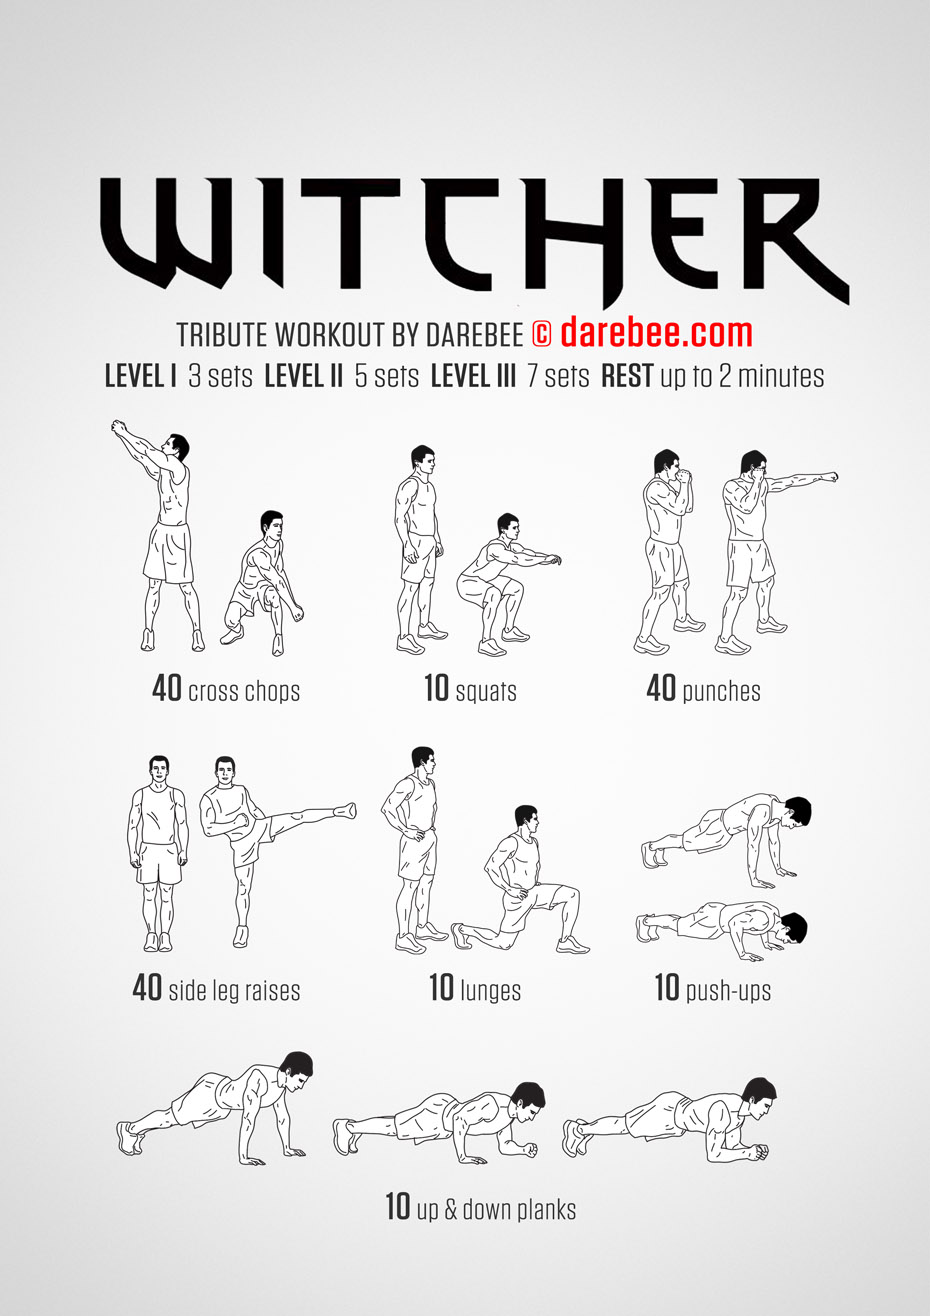 WITCHER
TRIBUTE WORKOUT BY DAREBEE © darebee.com
LEVEL I 3 sets LEVEL II 5 sets LEVEL III 7 sets REST up to 2 minutes
40 cross chops
10 squats
40 punches
40 side leg raises
10 lunges
10 push-ups
10 up & down planks